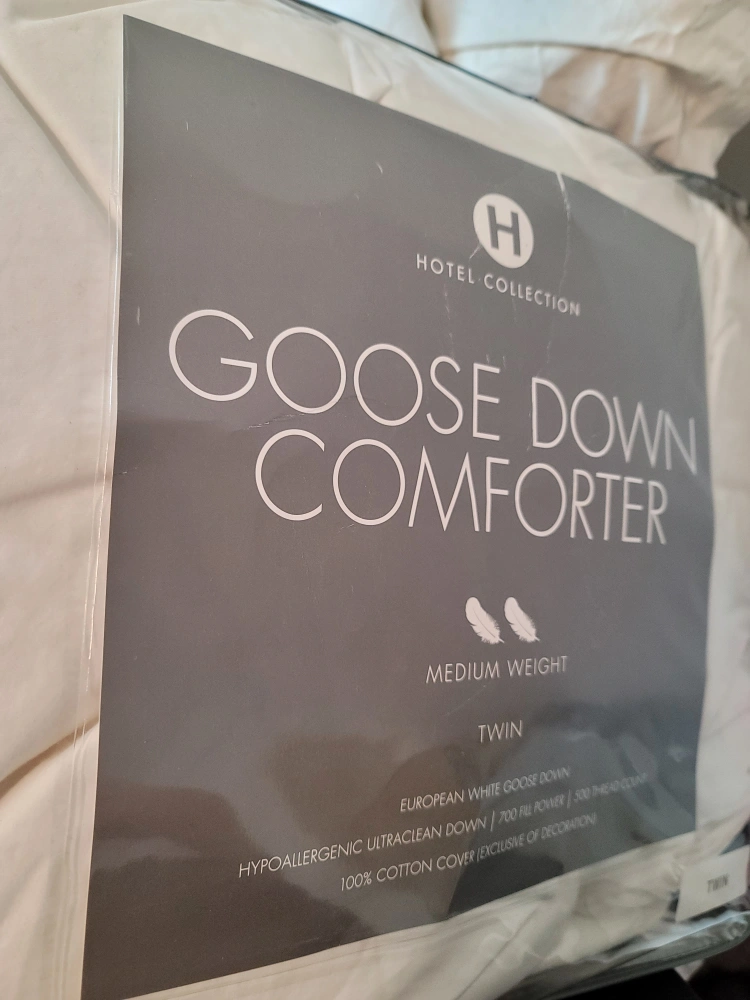 H
HOTEL COLLECTION
GOOSE DOWN
COMFORTER
MEDIUM WEIGHT
TWIN
EUROPEAN WHITE GOOSE DOWN
HYPOALLERGENIC ULTRACLEAN DOWN | 700 FILL POWER | 500 THREAD COUNT
100% COTTON COVER (EXCLUSIVE OF DECORATION)
TWIN